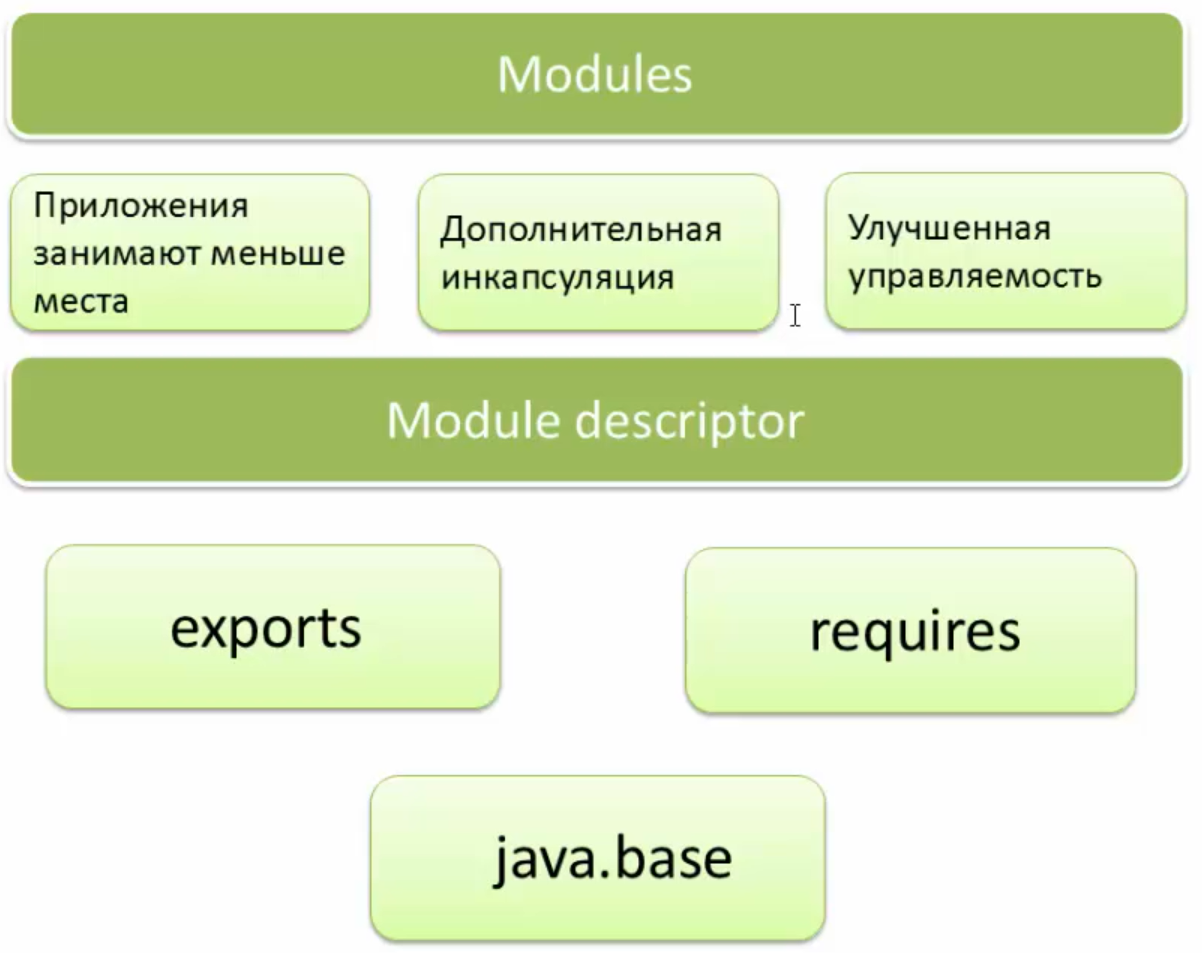 Modules
Приложения
занимают меньше
места
Дополнительная
инкапсуляция
Улучшенная
управляемость
Module descriptor
exports
requires
java.base